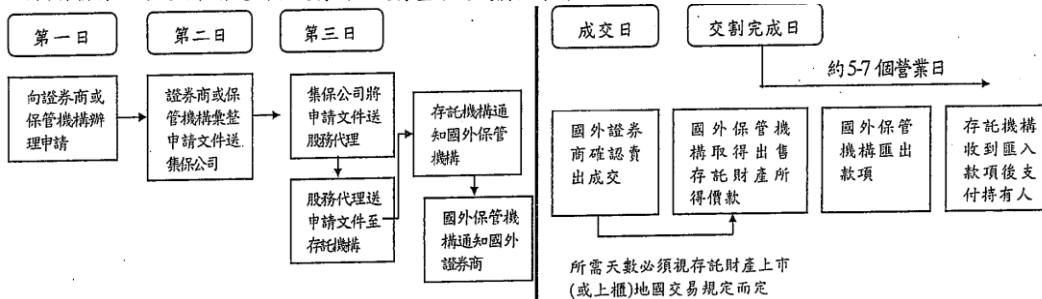 第一日
第二日
第三日
向證券商或
保管機構辦
理申請
證券商或保
管機構彙整
申請文件送
集保公司
集保公司將
申請文件送
股務代理
股務代理送
申請文件至
存託機構
存託機構通
知國外保管
機構
國外保管機
構通知國外
證券商
成交日
交割完成日
約5-7個營業日
國外證券
商確認賣
出成交
國外保管機
構取得出售
存託財產所
得價款
國外保管
機構匯出
款項
存託機構
收到匯入
款項後支
付持有人
所需天數必須視存託財產上市
(或上櫃)地國交易規定而定